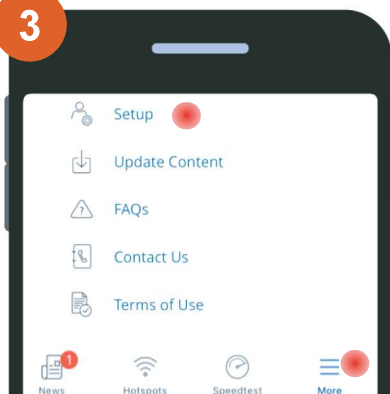 3
Setup
Update Content
FAQs
Contact Us
Terms of Use
1
News Hotspots Speedtest More